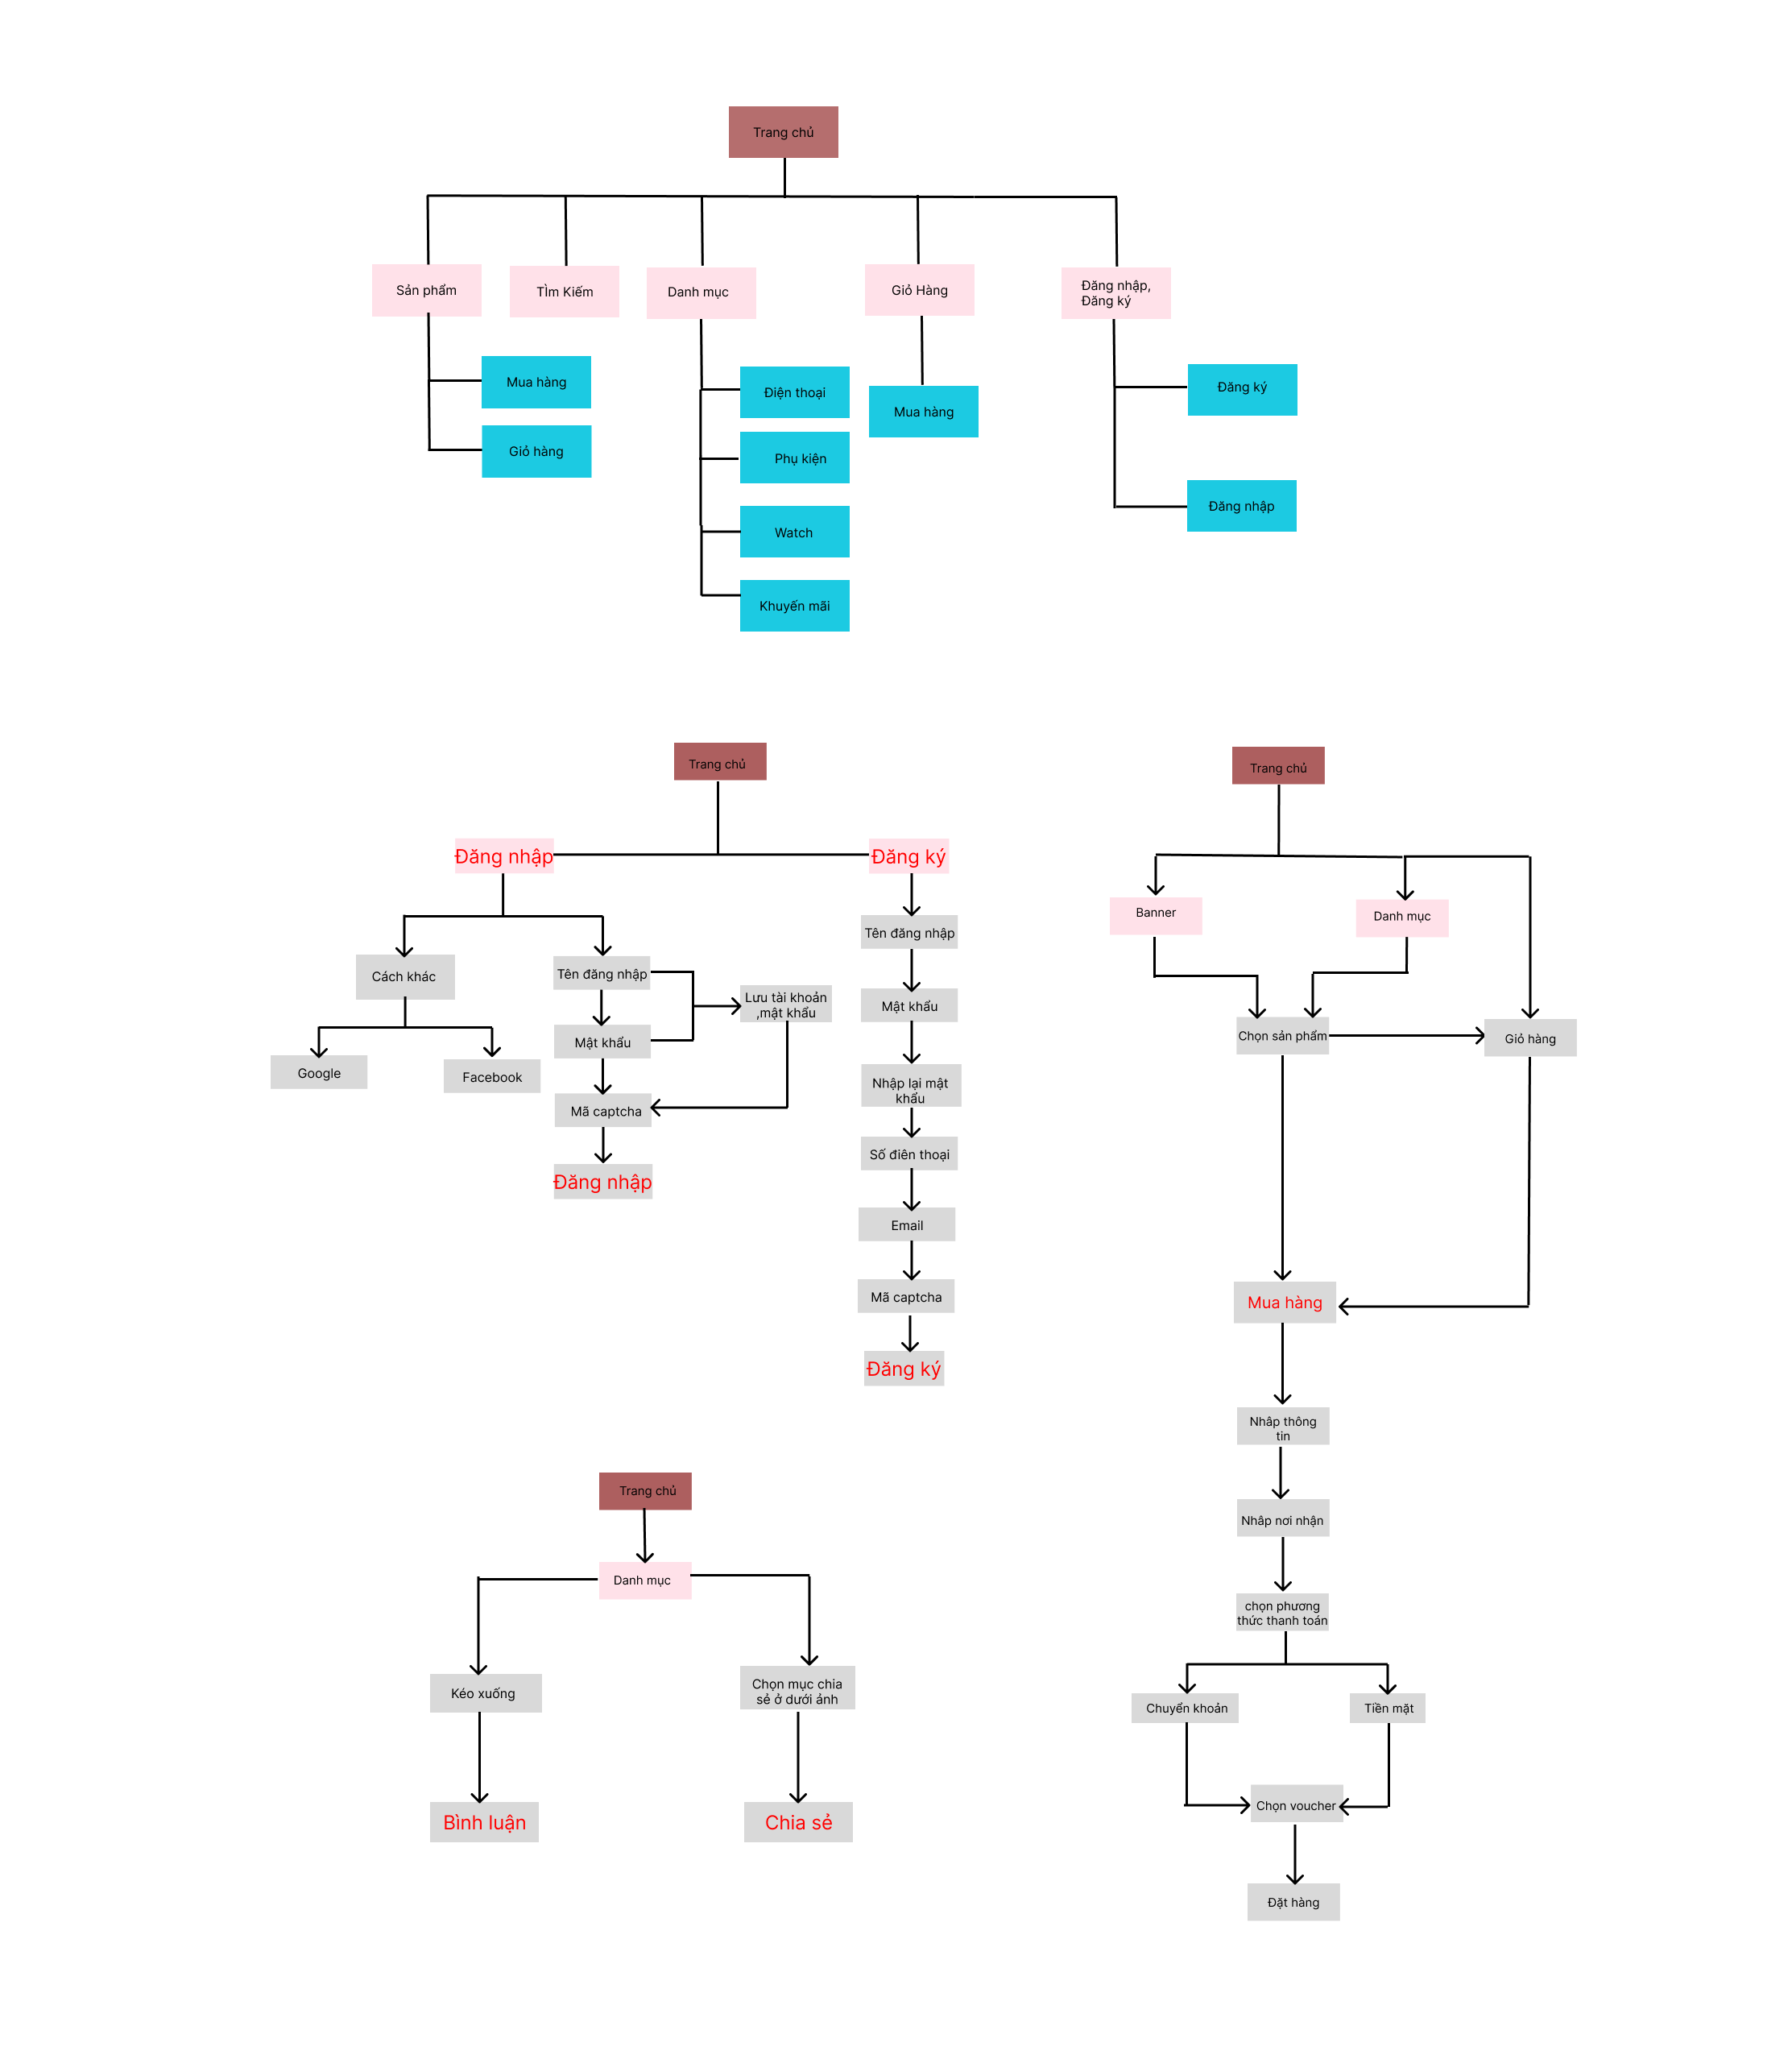 Trang chủ
Sản phẩm
TÌm Kiếm
Danh mục
Giỏ Hàng
Đăng nhập,
Đăng ký
Mua hàng
Giỏ hàng
Điện thoại
Phụ kiện
Watch
Khuyến mãi
Mua hàng
Đăng ký
Đăng nhập
Trang chủ
Đăng nhập
Đăng ký
Cách khác
Google
Facebook
Tên đăng nhập
Mật khẩu
Lưu tài khoản
,mật khẩu
Mã captcha
Đăng nhập
Tên đăng nhập
Mật khẩu
Nhập lại mật
khẩu
Số điên thoại
Email
Mã captcha
Đăng ký
Trang chủ
Banner
Danh mục
Chọn sản phẩm
Giỏ hàng
Mua hàng
Nhâp thông
tin
Nhâp nơi nhận
chọn phương
thức thanh toán
Chuyển khoản
Tiền mặt
Chọn voucher
Đặt hàng
Trang chủ
Danh mục
Kéo xuống
Chọn mục chia
sẻ ở dưới ảnh
Bình luận
Chia sẻ